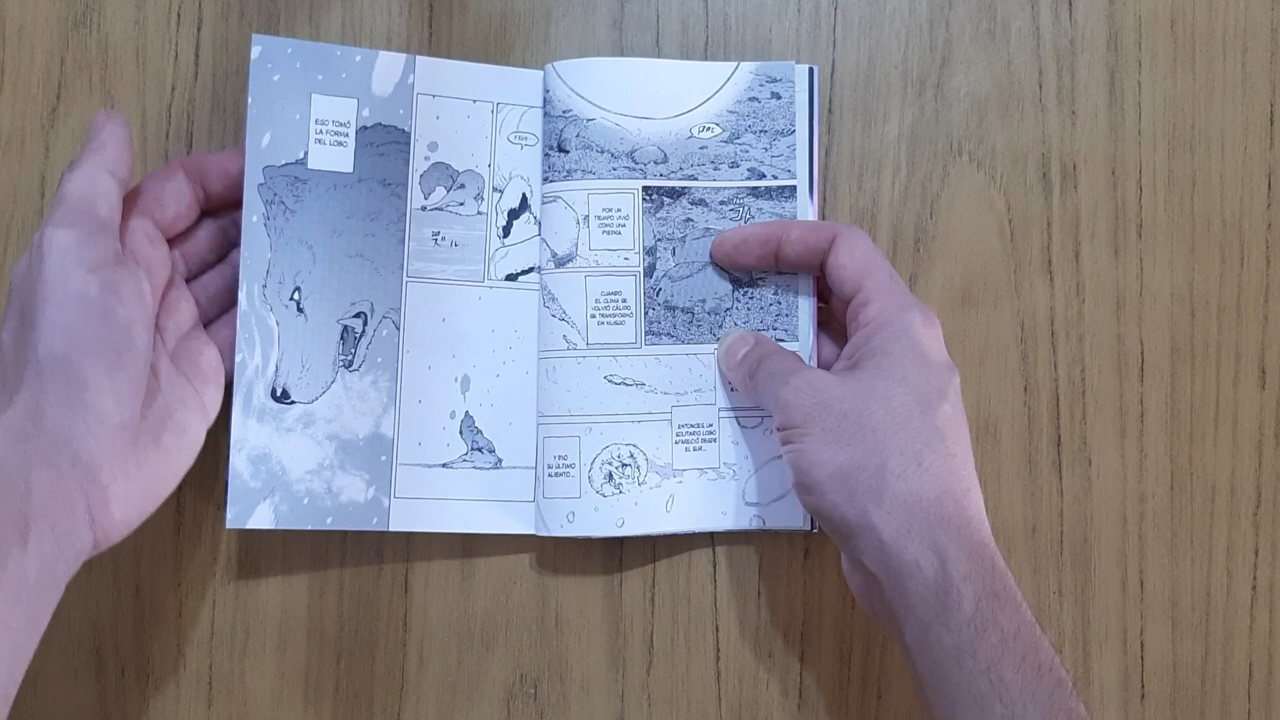 POR UN
TIEMPO VIVIÓ
COMO UNA
PIEDRA.
CUANDO
EL CLIMA SE
VOLVIÓ CÁLIDO
SE TRANSFORMÓ
EN MUSGO
ENTONCES, UN
SOLITARIO LOBO
APARECIÓ DESDE
EL SUR...
Y DIO
SU ÚLTIMO
ALIENTO...
ESO TOMÓ
LA FORMA
DEL LOBO.